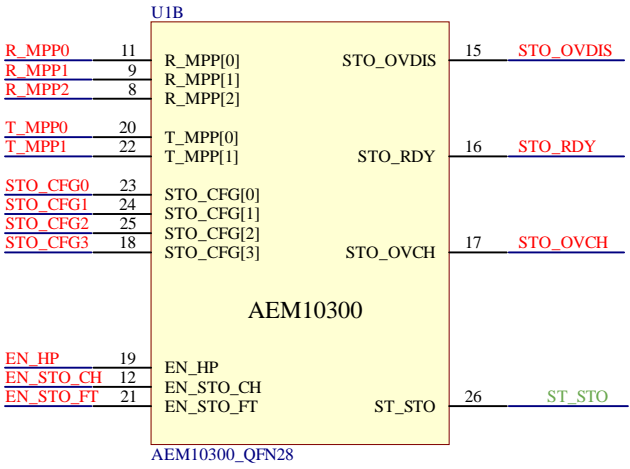 U1B
R_MPP0 11 R_MPP[0] STO_OVDIS 15 STO_OVDIS
R_MPP1 9 R_MPP[1]
R_MPP2 8 R_MPP[2]
T_MPP0 20 T_MPP[0]
T_MPP1 22 T_MPP[1] STO_RDY 16 STO_RDY
STO_CFG0 23 STO_CFG[0]
STO_CFG1 24 STO_CFG[1]
STO_CFG2 25 STO_CFG[2]
STO_CFG3 18 STO_CFG[3] STO_OVCH 17 STO_OVCH
AEM10300
EN_HP 19 EN_HP
EN_STO_CH 12 EN_STO_CH
EN_STO_FT 21 EN_STO_FT ST_STO 26 ST_STO
AEM10300_QFN28